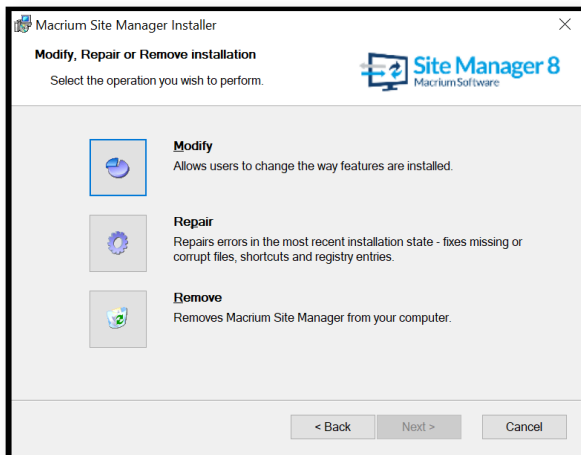 Macrium Site Manager Installer
Modify, Repair or Remove installation
Select the operation you wish to perform.
Site Manager 8
Macrium Software
Modify
Allows users to change the way features are installed.
Repair
Repairs errors in the most recent installation state - fixes missing or
corrupt files, shortcuts and registry entries.
Remove
Removes Macrium Site Manager from your computer.
< Back
Next >
Cancel